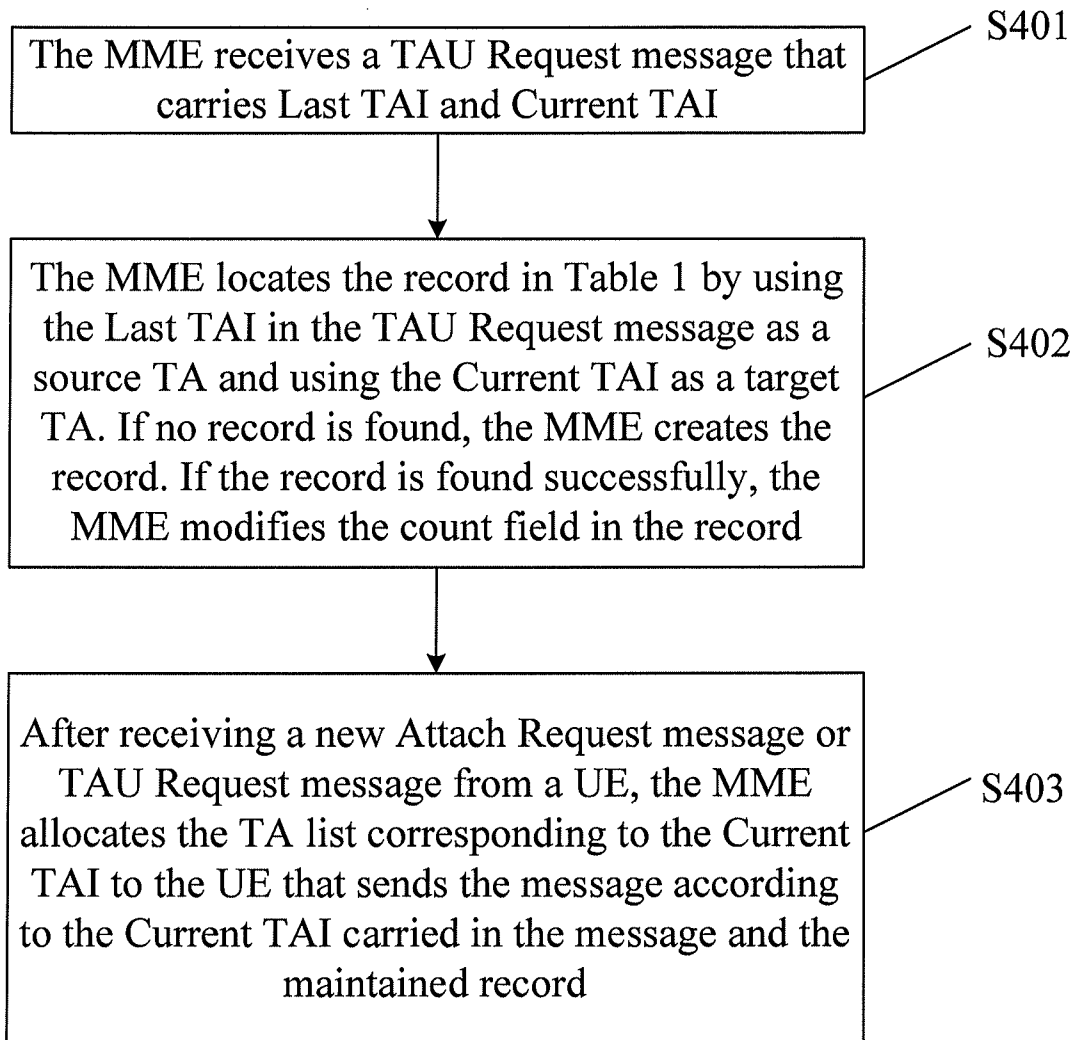 The MME receives a TAU Request message that
carries Last TAI and Current TAI
S401
The MME locates the record in Table 1 by using
the Last TAI in the TAU Request message as a
source TA and using the Current TAI as a target
TA. If no record is found, the MME creates the
record. If the record is found successfully, the
MME modifies the count field in the record
S402
After receiving a new Attach Request message or
TAU Request message from a UE, the MME
allocates the TA list corresponding to the Current
TAI to the UE that sends the message according
to the Current TAI carried in the message and the
maintained record
S403